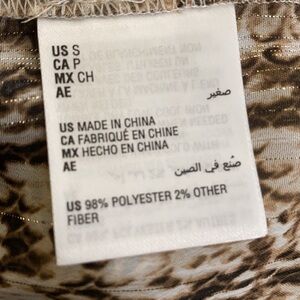 US S
CA P
MX CH
AE صغير
US MADE IN CHINA
CA FABRIQUÉ EN CHINE
MX HECHO EN CHINA
AE صُنع في الصين
US 98% POLYESTER 2% OTHER
FIBER